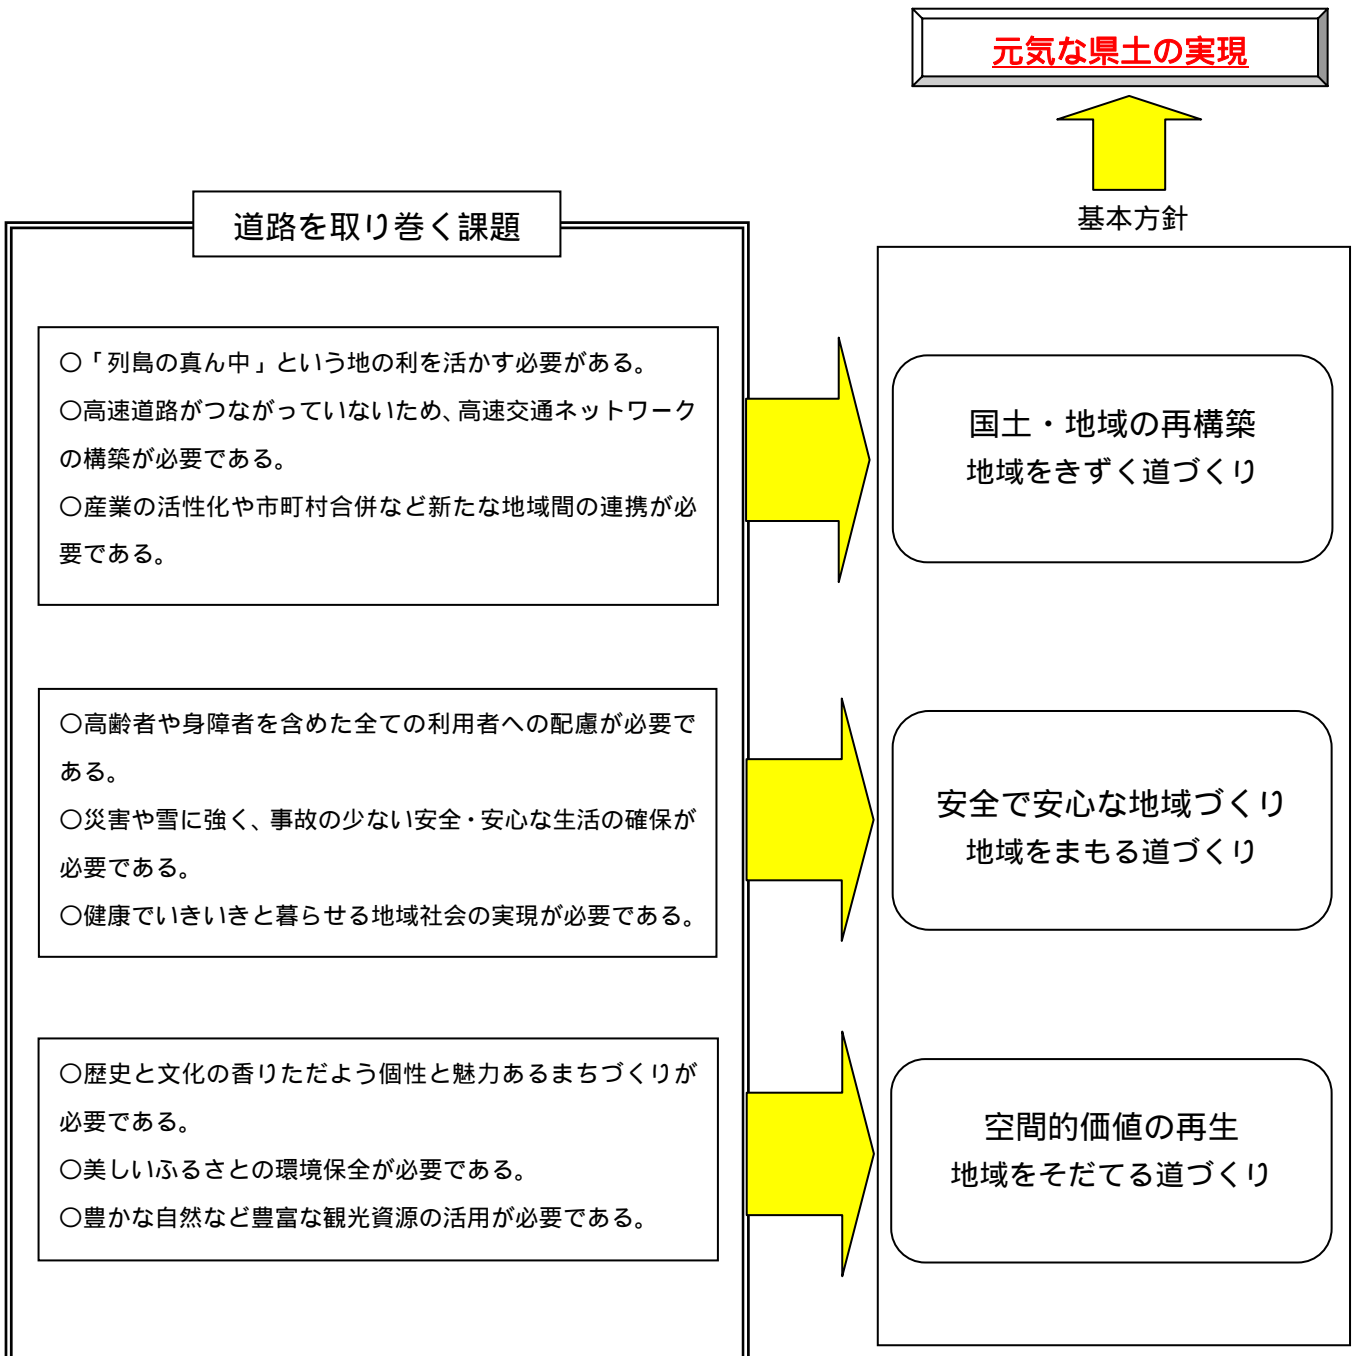 元気な県土の実現
基本方針
道路を取り巻く課題
○「列島の真ん中」という地の利を活かす必要がある。
○高速道路がつながっていないため、高速交通ネットワーク
の構築が必要である。
○産業の活性化や市町村合併など新たな地域間の連携が必
要である。
国土・地域の再構築
地域をきずく道づくり
○高齢者や身障者を含めた全ての利用者への配慮が必要で
ある。
○災害や雪に強く、事故の少ない安全・安心な生活の確保が
必要である。
○健康でいきいきと暮らせる地域社会の実現が必要である。
安全で安心な地域づくり
地域をまもる道づくり
○歴史と文化の香りただよう個性と魅力あるまちづくりが
必要である。
○美しいふるさとの環境保全が必要である。
○豊かな自然など豊富な観光資源の活用が必要である。
空間的価値の再生
地域をそだてる道づくり